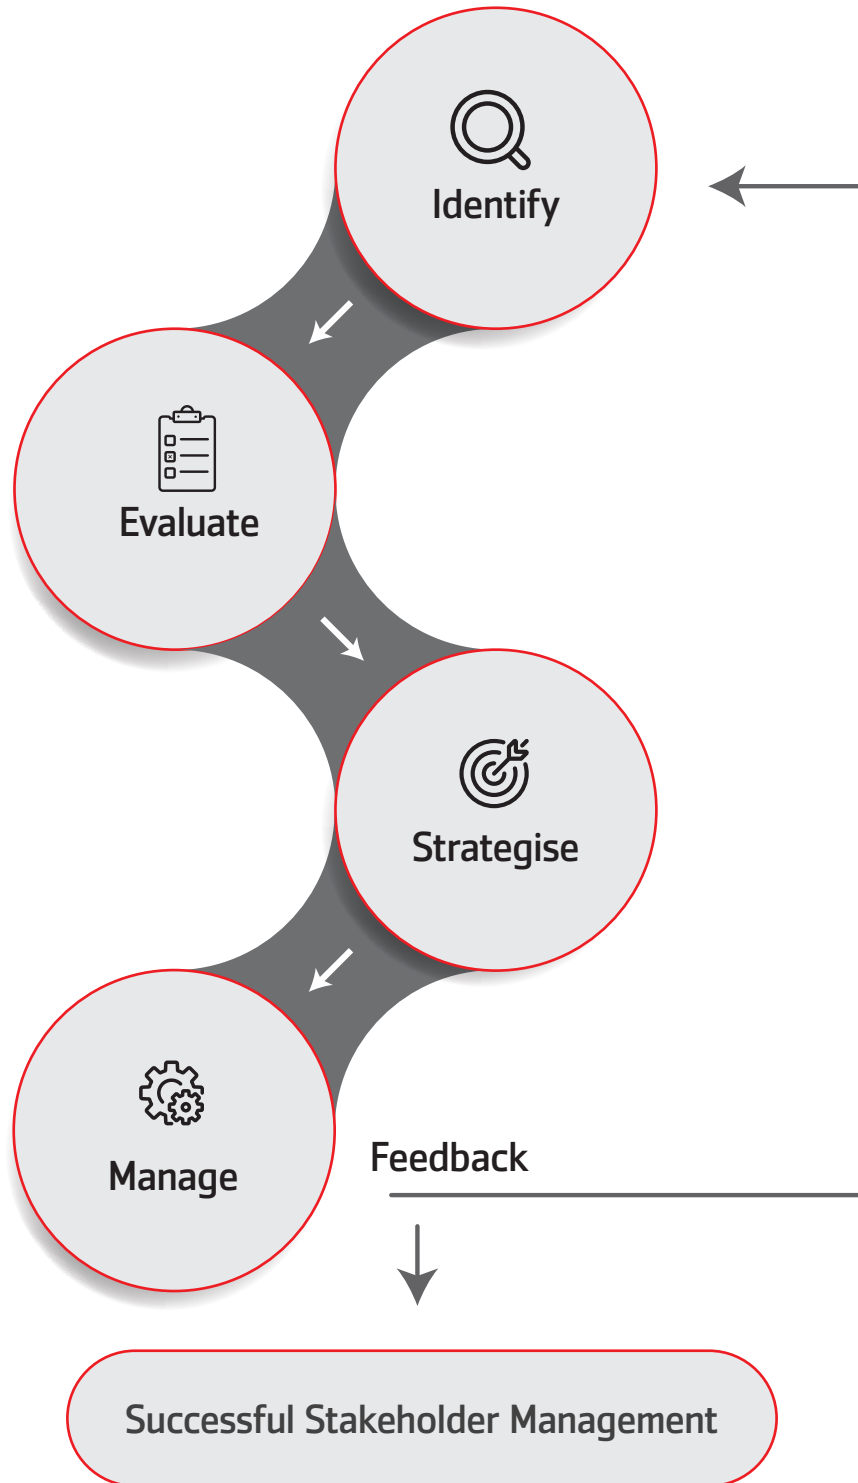 Identify
Evaluate
Strategise
Manage
Feedback
Successful Stakeholder Management